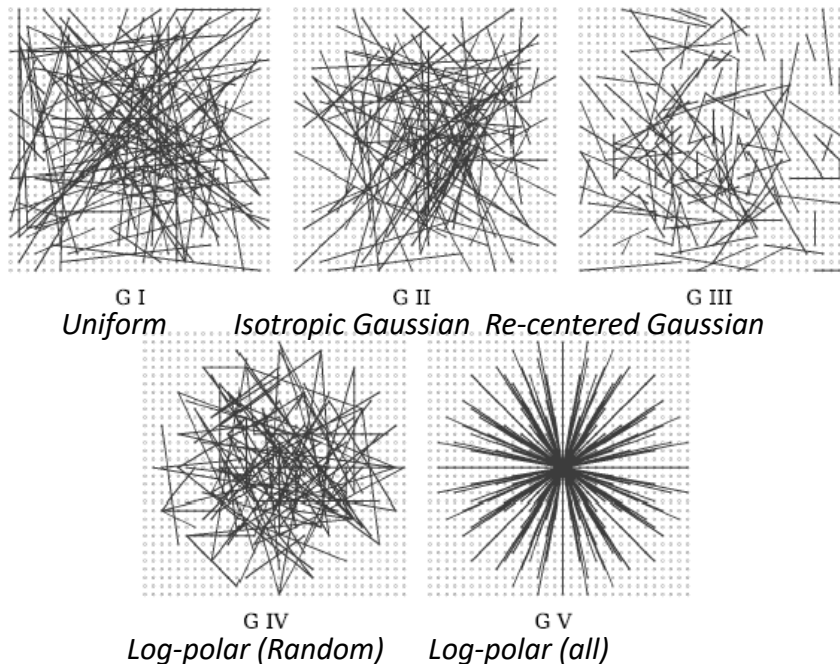 G I G II G III
Uniform Isotropic Gaussian Re-centered Gaussian
G IV G V
Log-polar (Random) Log-polar (all)